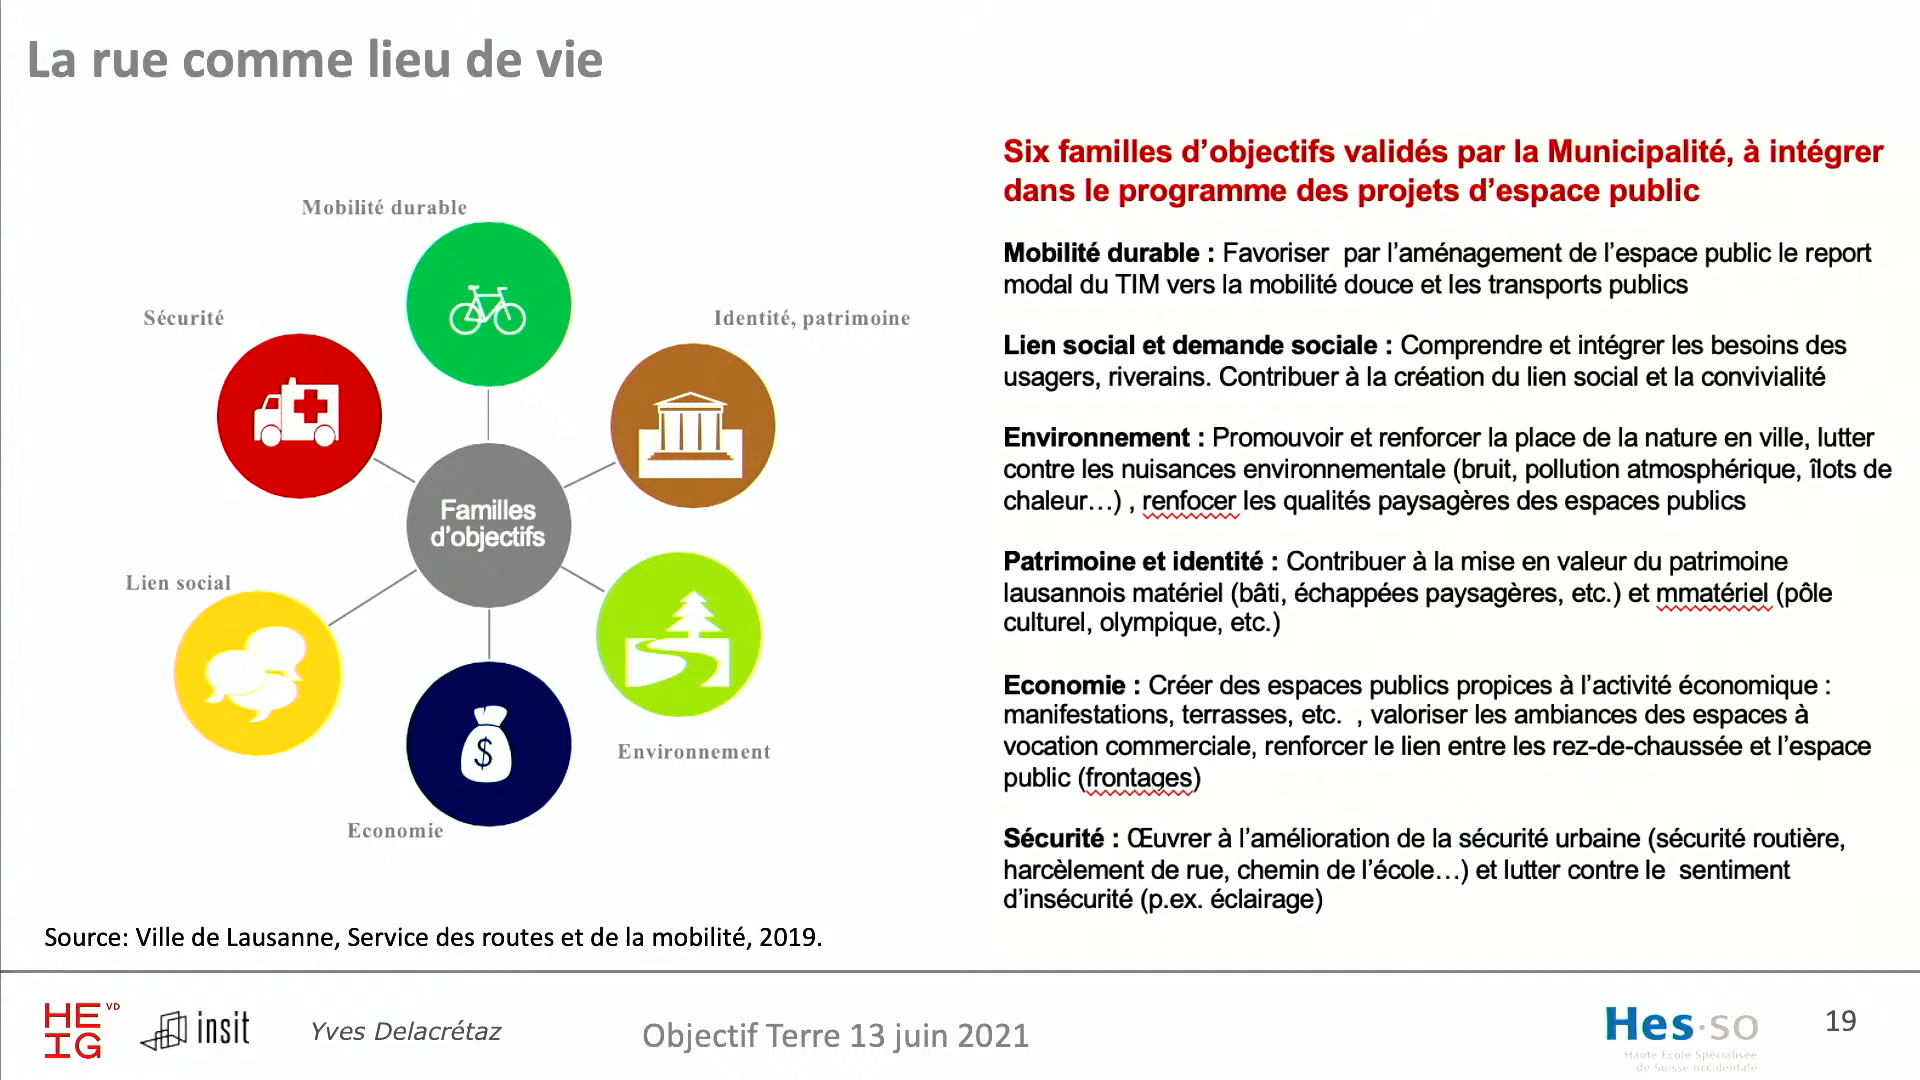 La rue comme lieu de vie
Mobilité durable
Sécurité
Identité, patrimoine
Familles
d'objectifs
Lien social
Environnement
$
Economie
Six familles d'objectifs validés par la Municipalité, à intégrer
dans le programme des projets d'espace public
Mobilité durable : Favoriser par l'aménagement de l'espace public le report
modal du TIM vers la mobilité douce et les transports publics
Lien social et demande sociale : Comprendre et intégrer les besoins des
usagers, riverains. Contribuer à la création du lien social et la convivialité
Environnement : Promouvoir et renforcer la place de la nature en ville, lutter
contre les nuisances environnementale (bruit, pollution atmosphérique, îlots de
chaleur…) , renfocer les qualités paysagères des espaces publics
Patrimoine et identité : Contribuer à la mise en valeur du patrimoine
lausannois matériel (bâti, échappées paysagères, etc.) et mmatériel (pôle
culturel, olympique, etc.)
Economie : Créer des espaces publics propices à l'activité économique :
manifestations, terrasses, etc. , valoriser les ambiances des espaces à
vocation commerciale, renforcer le lien entre les rez-de-chaussée et l'espace
public (frontages)
Sécurité : Œuvrer à l'amélioration de la sécurité urbaine (sécurité routière,
harcèlement de rue, chemin de l'école…) et lutter contre le sentiment
d'insécurité (p.ex. éclairage)
Source: Ville de Lausanne, Service des routes et de la mobilité, 2019.
HE VD
IG
insit
Yves Delacrétaz
Objectif Terre 13 juin 2021
Hes·so
Haute Ecole Spécialisée
de Suisse occidentale
19